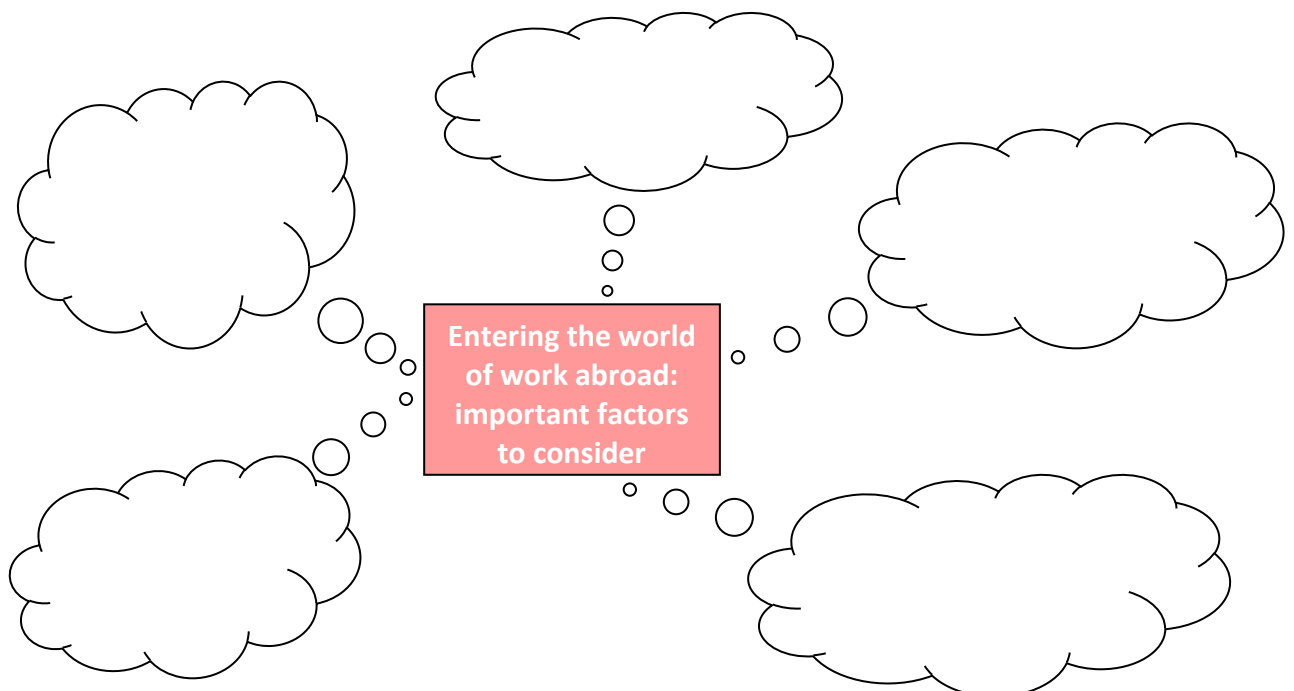 Entering the world
of work abroad:
important factors
to consider